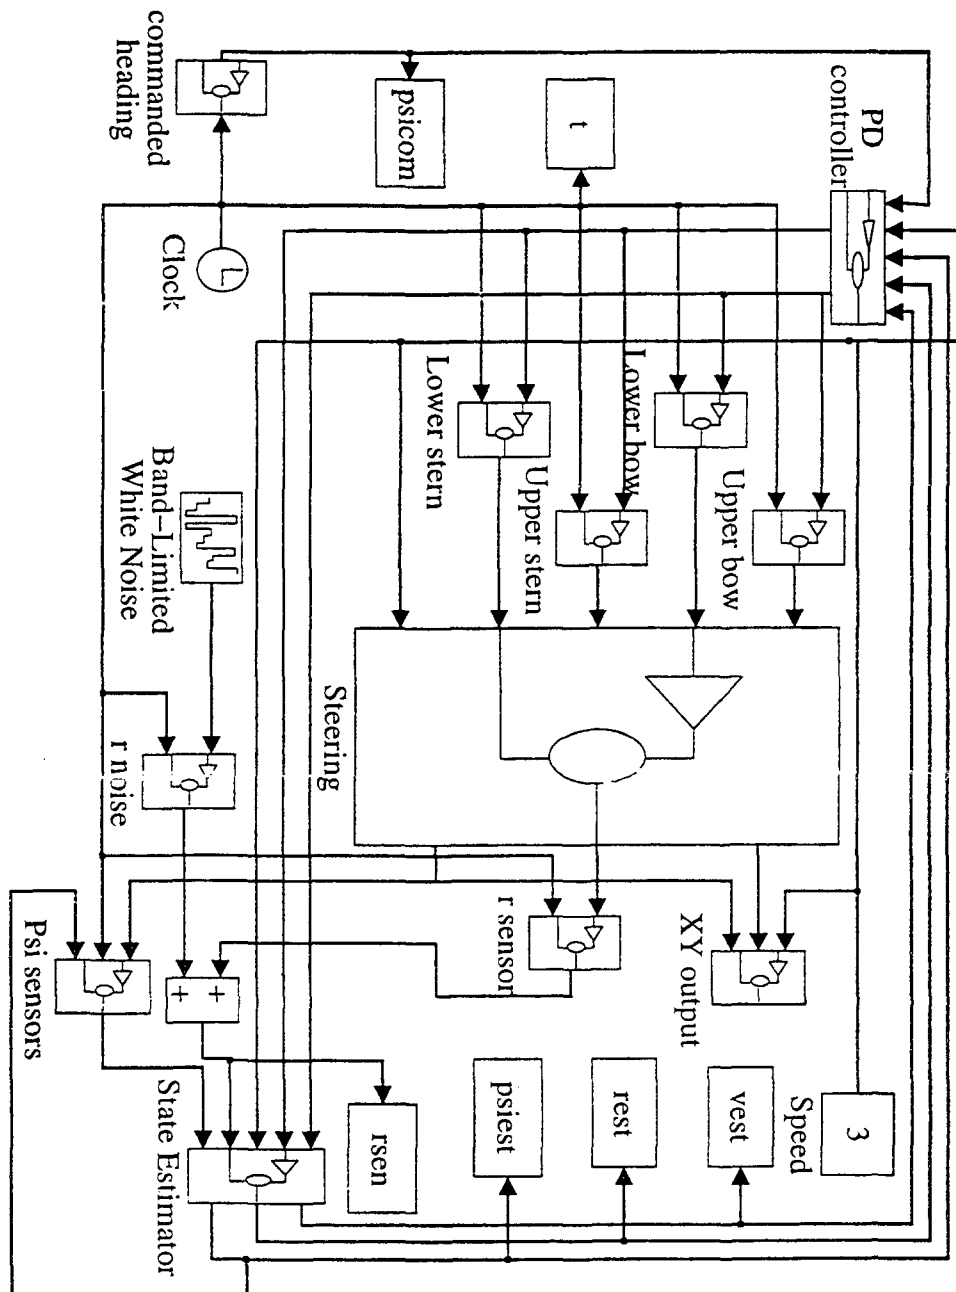 commanded
heading
psicom
t
PD
controller
Clock
Lower stern
Upper stern
Lower bow
Upper bow
Band-Limited
White Noise
Steering
r noise
r sensor
XY output
Psi sensors
+
+
State Estimator
rsen
psiest
rest
vest
3
Speed